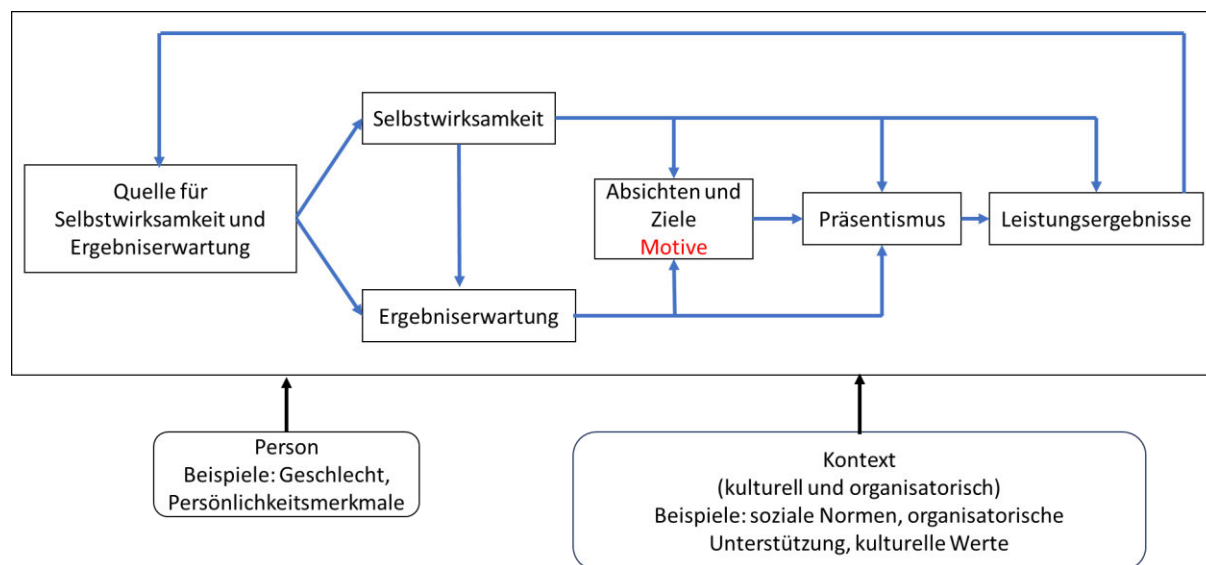 Selbstwirksamkeit
Quelle für
Selbstwirksamkeit und
Ergebniserwartung
Absichten und
Ziele
Motive
Präsentismus
Leistungsergebnisse
Ergebniserwartung
Person
Beispiele: Geschlecht,
Persönlichkeitsmerkmale
Kontext
(kulturell und organisatorisch)
Beispiele: soziale Normen, organisatorische
Unterstützung, kulturelle Werte